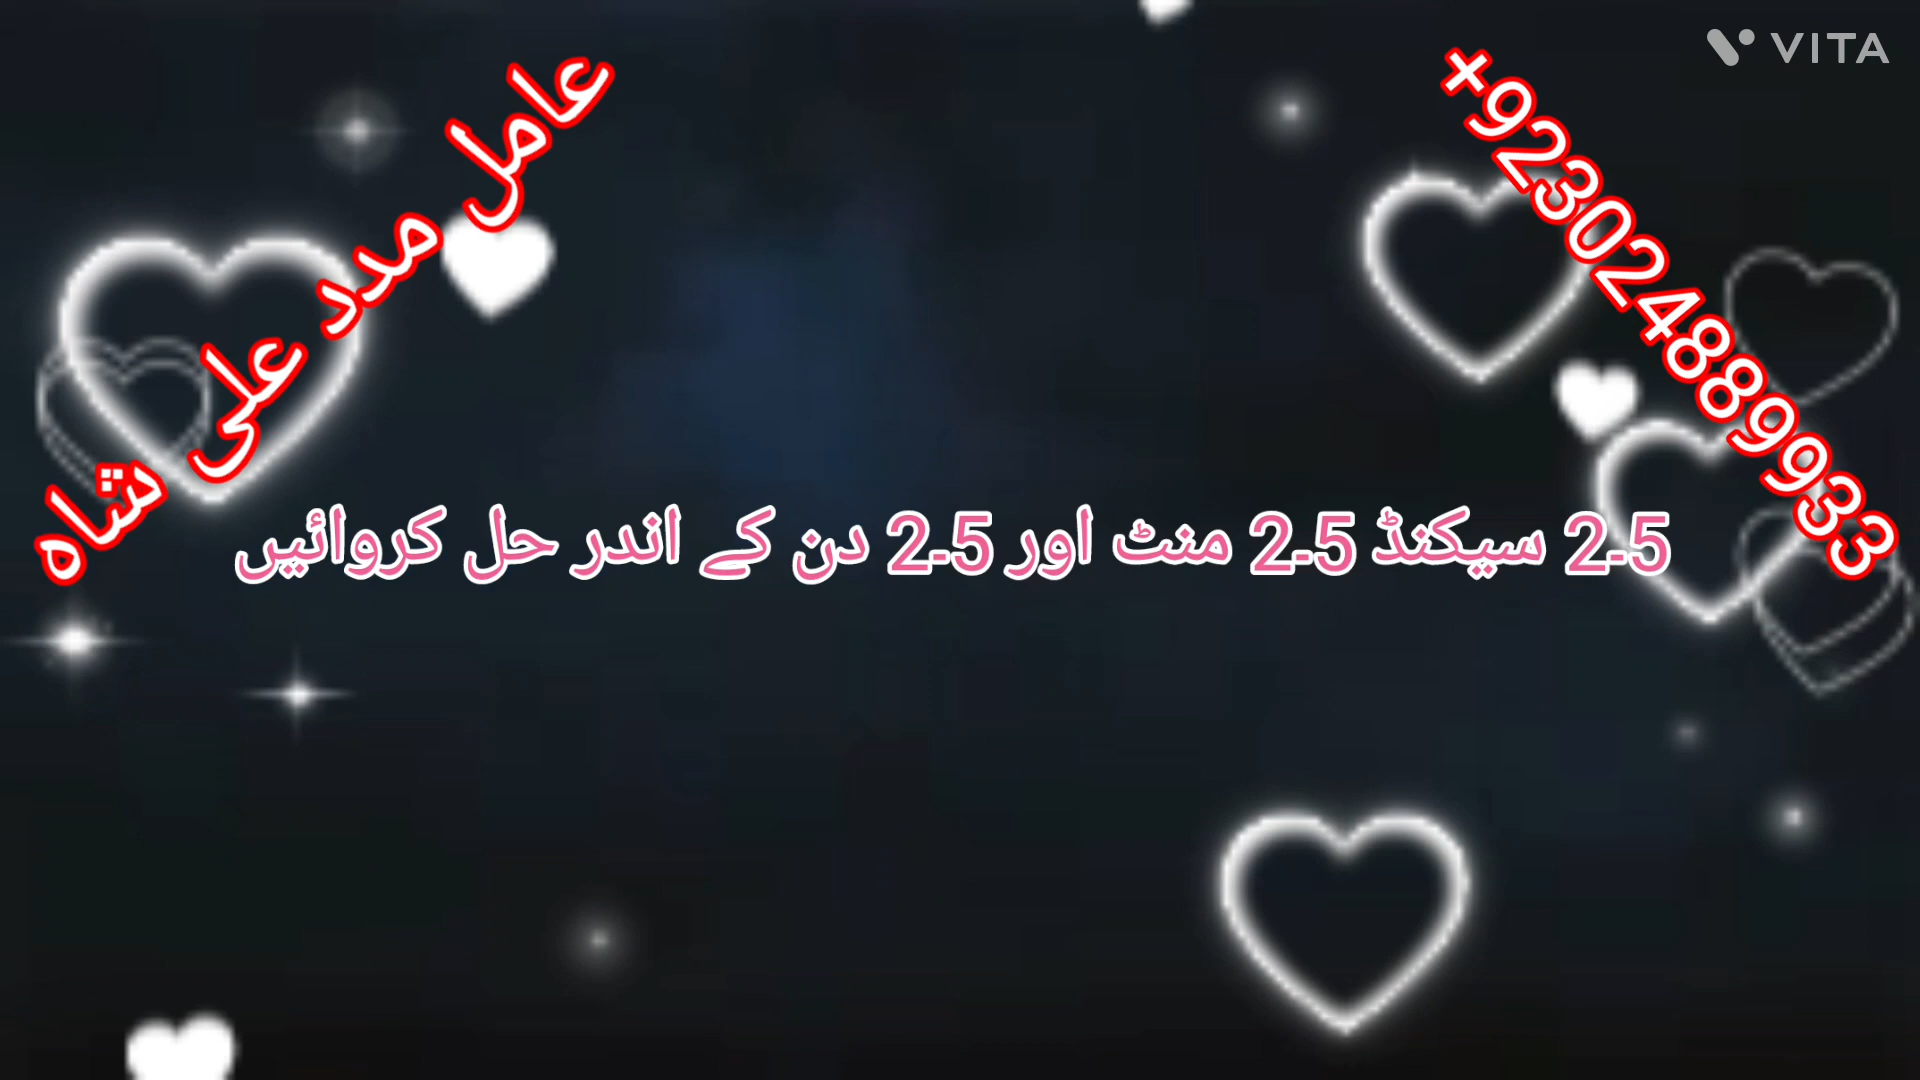 عامل مدد علی شاہ
+923024889933
VITA
2-5 سیکنڈ 2-5 منٹ اور 2-5 دن کے اندر حل کروائیں